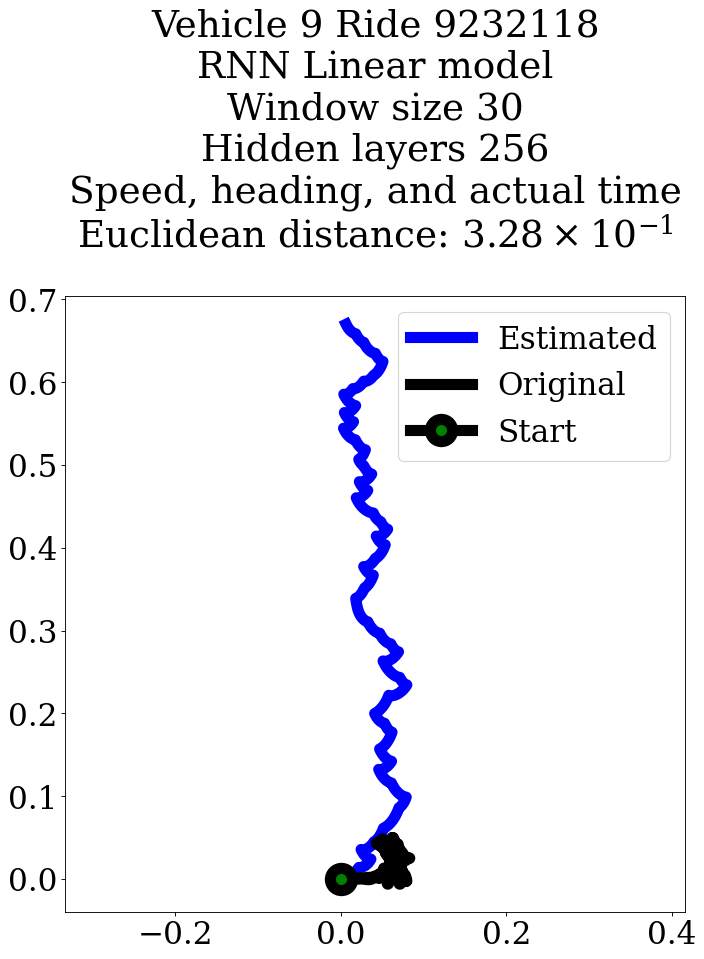 Vehicle 9 Ride 9232118
RNN Linear model
Window size 30
Hidden layers 256
Speed, heading, and actual time
Euclidean distance: 3.28 × 10⁻¹
0.7
0.6
0.5
0.4
0.3
0.2
0.1
0.0
Estimated
Original
Start
−0.2 0.0 0.2 0.4